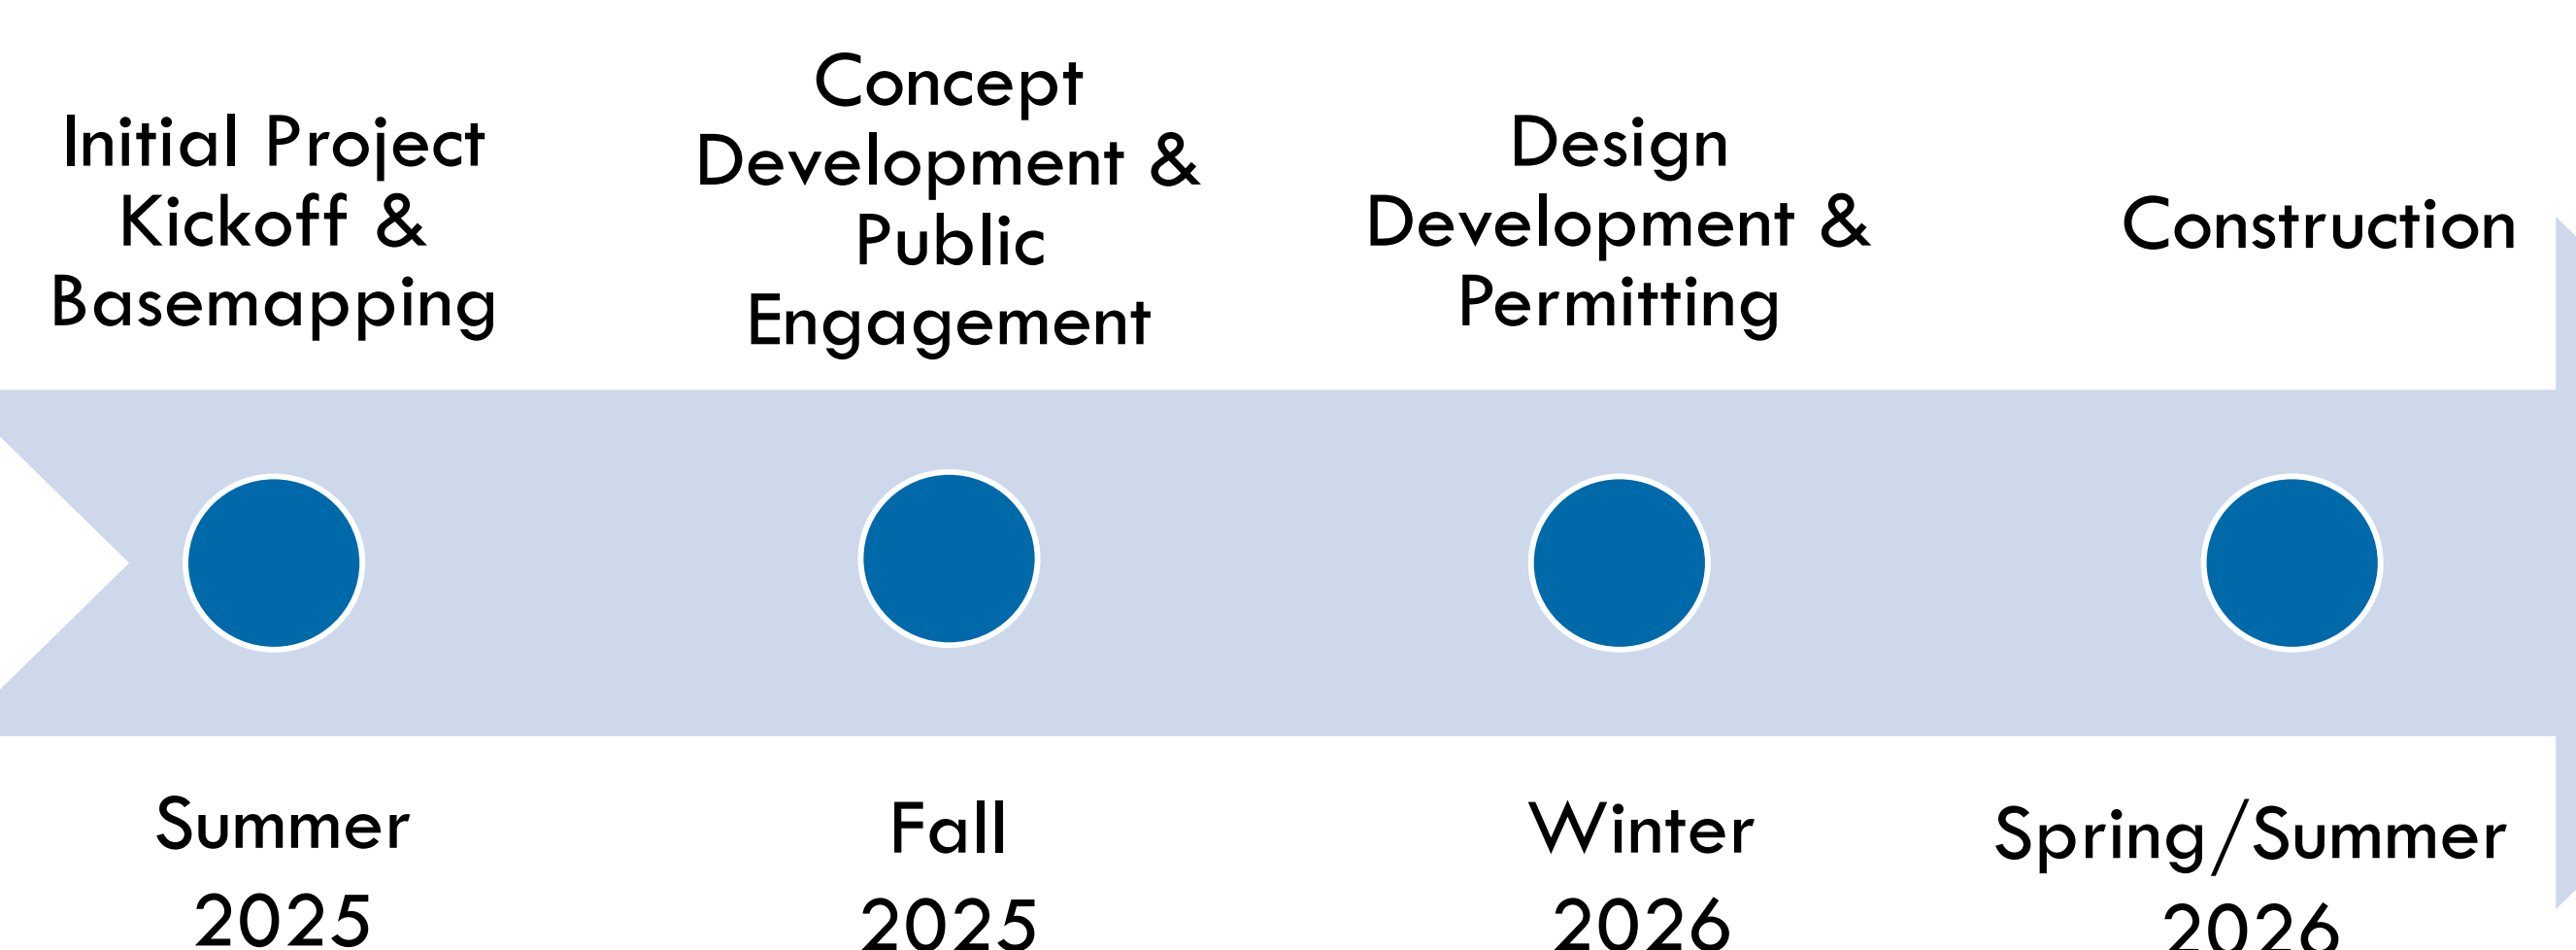 Initial Project
Kickoff &
Basemapping
Concept
Development &
Public
Engagement
Design
Development &
Permitting
Construction
Summer
2025
Fall
2025
Winter
2026
Spring/Summer
2026